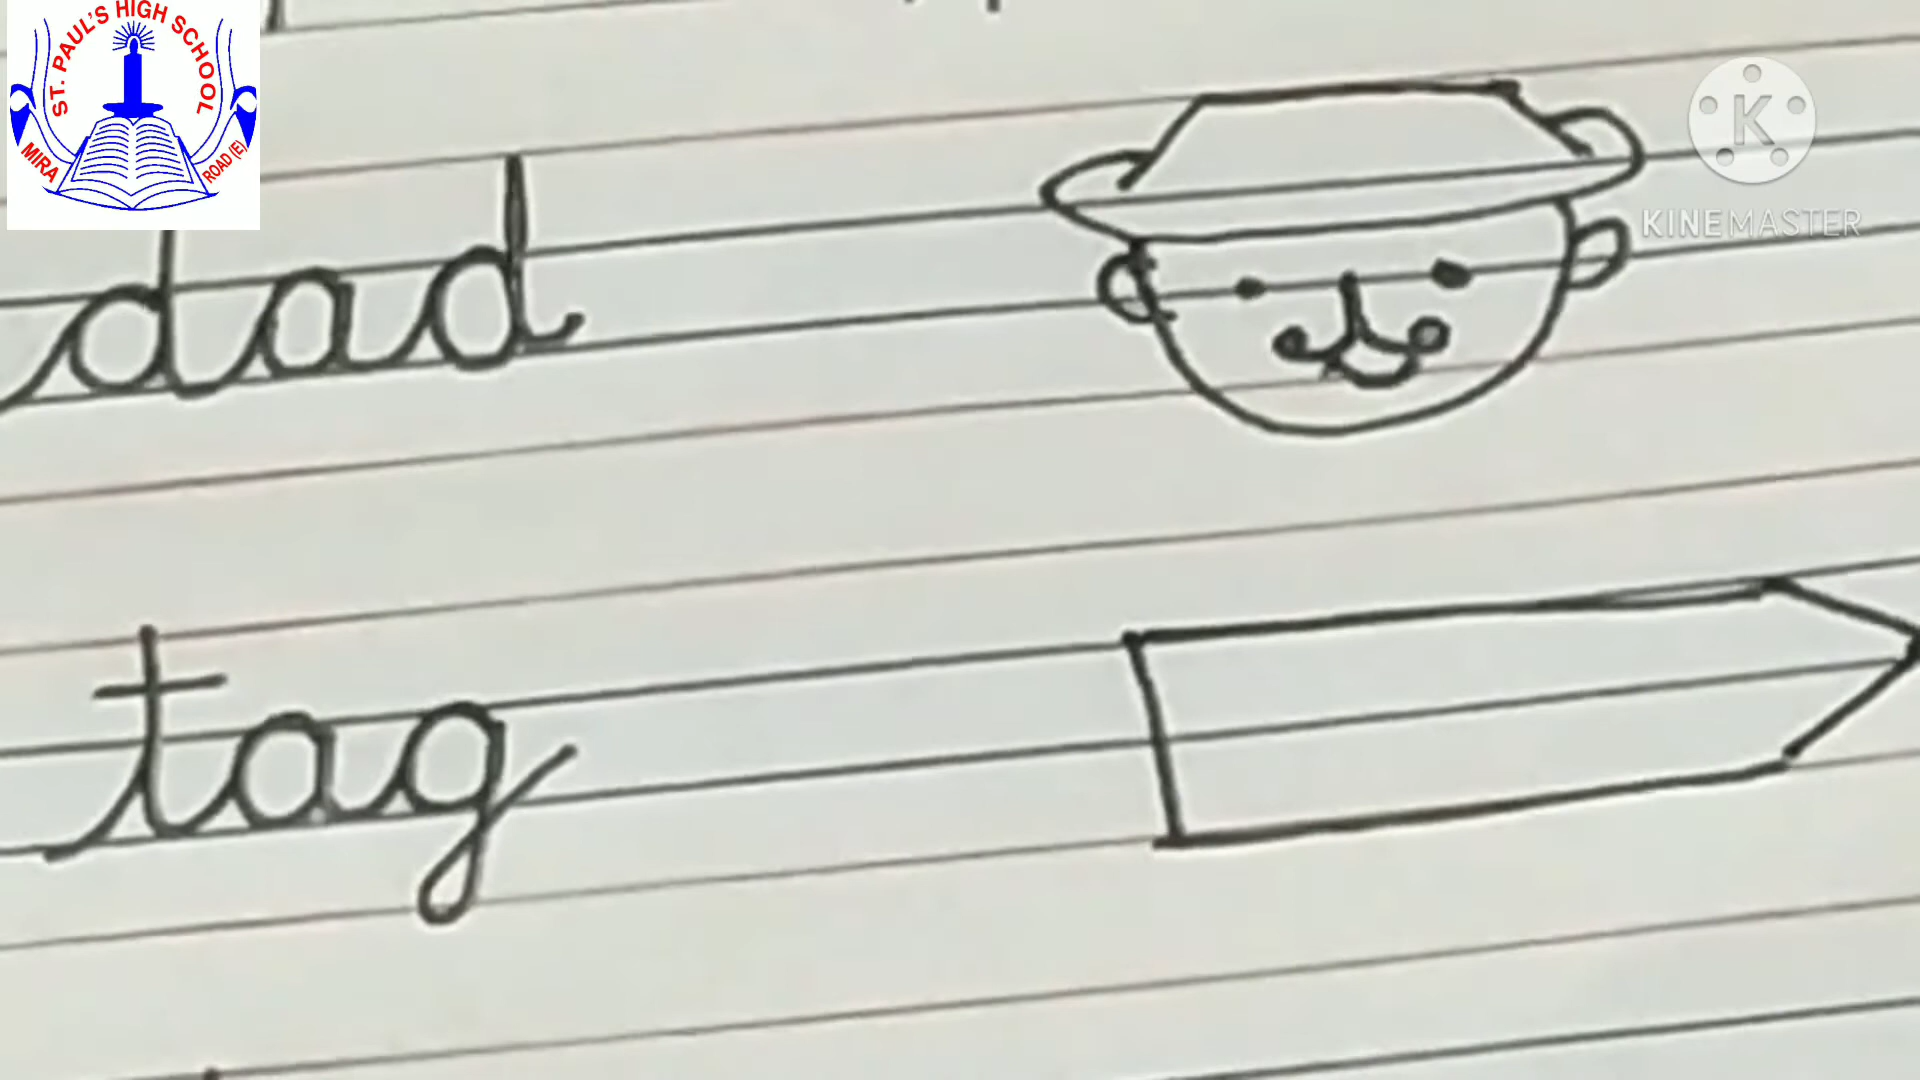 ST. PAUL'S HIGH SCHOOL
MIRA ROAD (E)
K
KINEMASTER
dad
tag